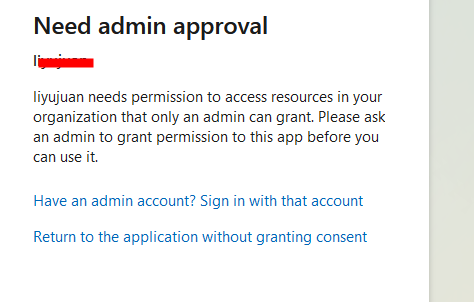 Need admin approval
liyujuan needs permission to access resources in your
organization that only an admin can grant. Please ask
an admin to grant permission to this app before you
can use it.
Have an admin account? Sign in with that account
Return to the application without granting consent